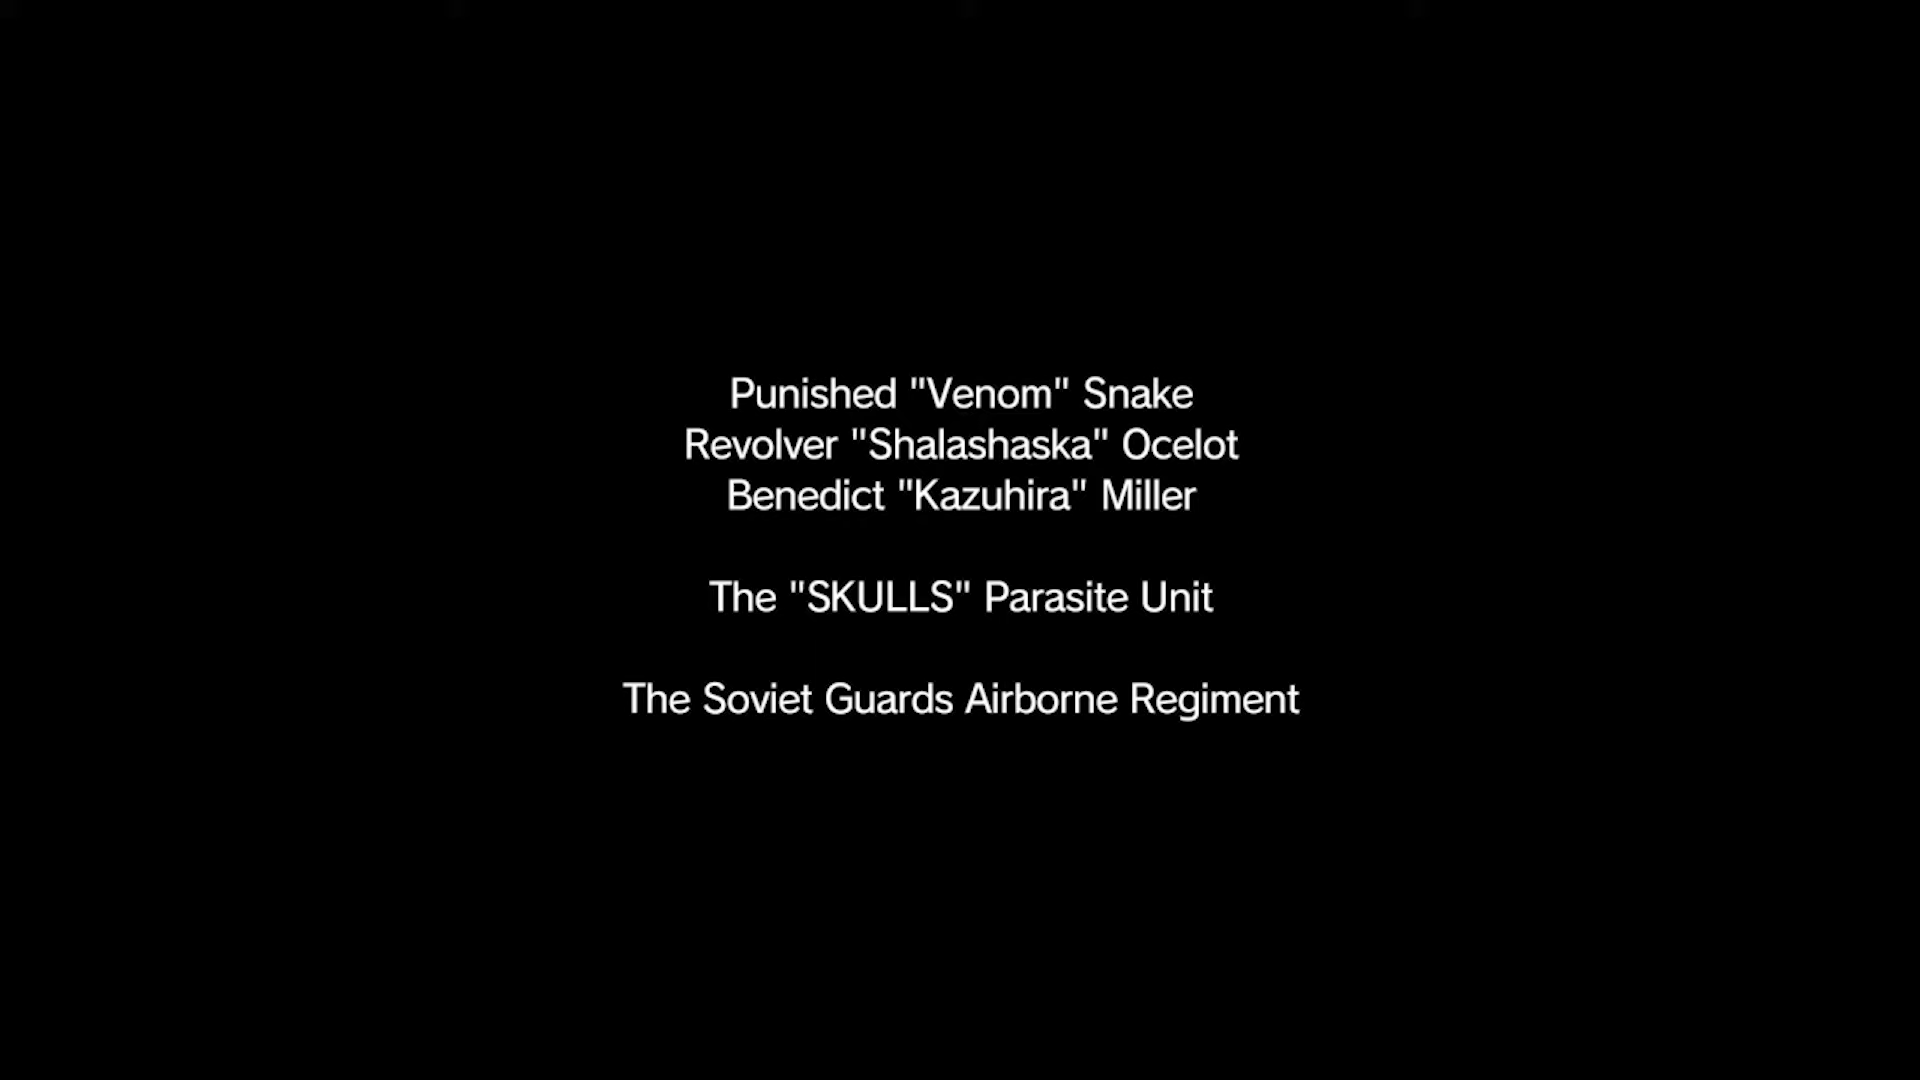 Punished "Venom" Snake
Revolver "Shalashaska" Ocelot
Benedict "Kazuhira" Miller
The "SKULLS" Parasite Unit
The Soviet Guards Airborne Regiment